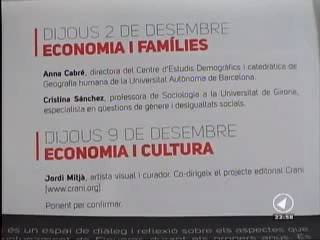 DIJOUS 2 DE DESEMBRE
ECONOMIA I FAMÍLIES
Anna Cabré, directora del Centre d'Estudis Demogràfics i catedràtica de
Geografia humana de la Universitat Autònoma de Barcelona.
Cristina Sánchez, professora de Sociologia a la Universitat de Girona,
especialista en qüestions de gènere i desigualtats socials.
DIJOUS 9 DE DESEMBRE
ECONOMIA I CULTURA
Jordi Mitjà, artista visual i curador. Co-dirigeix el projecte editorial Crani
(www.crani.org).
Ponent per confirmar.
22:58
és un espai de diàleg i reflexió sobre els aspectes que